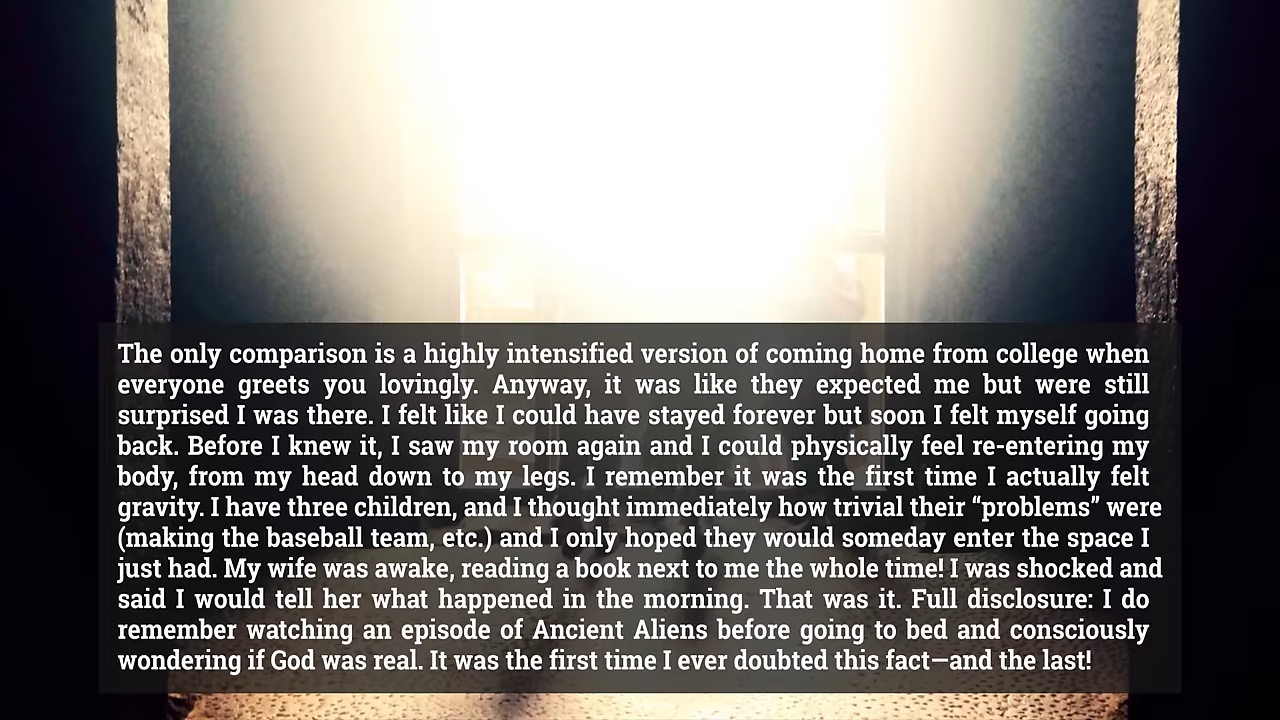 The only comparison is a highly intensified version of coming home from college when
everyone greets you lovingly. Anyway, it was like they expected me but were still
surprised I was there. I felt like I could have stayed forever but soon I felt myself going
back. Before I knew it, I saw my room again and I could physically feel re-entering my
body, from my head down to my legs. I remember it was the first time I actually felt
gravity. I have three children, and I thought immediately how trivial their “problems” were
(making the baseball team, etc.) and I only hoped they would someday enter the space I
just had. My wife was awake, reading a book next to me the whole time! I was shocked and
said I would tell her what happened in the morning. That was it. Full disclosure: I do
remember watching an episode of Ancient Aliens before going to bed and consciously
wondering if God was real. It was the first time I ever doubted this fact—and the last!